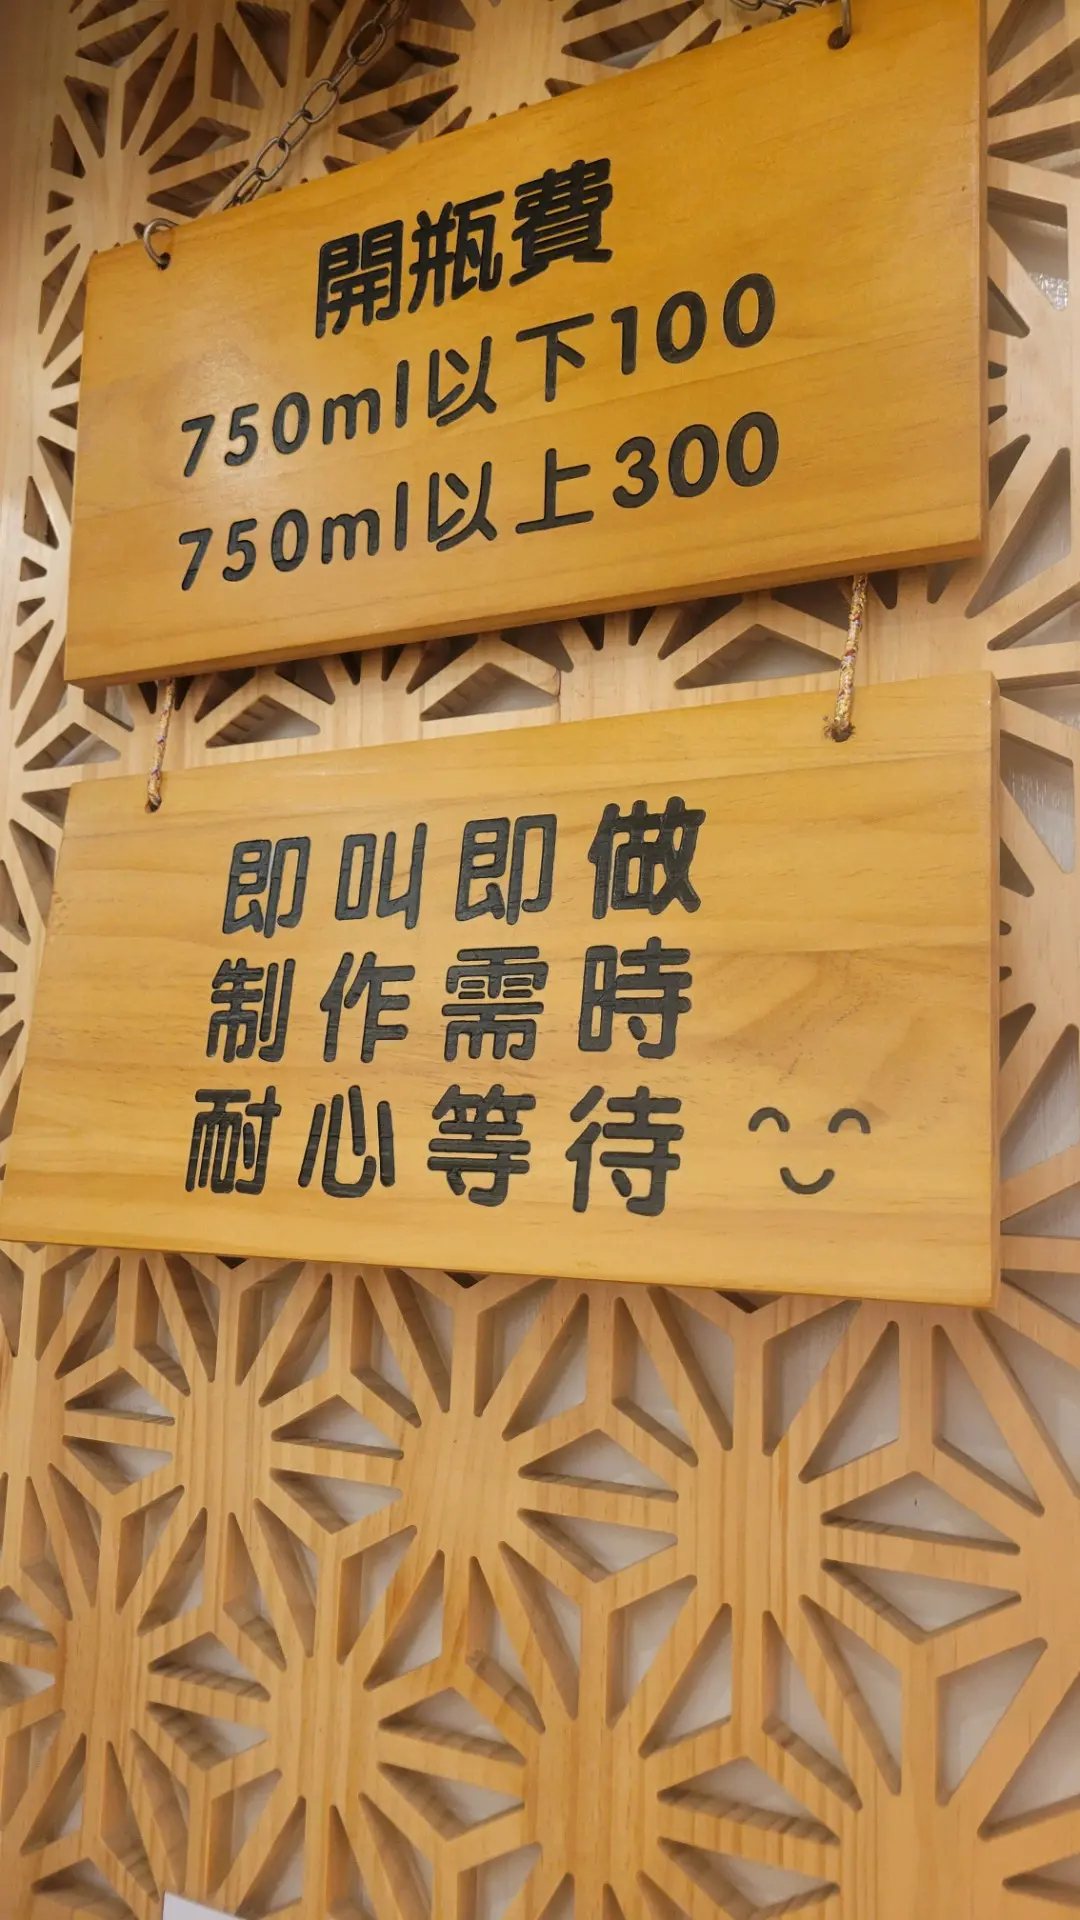 開瓶費
750ml以下100
750ml以上300
即叫即做
制作需時
耐心等待